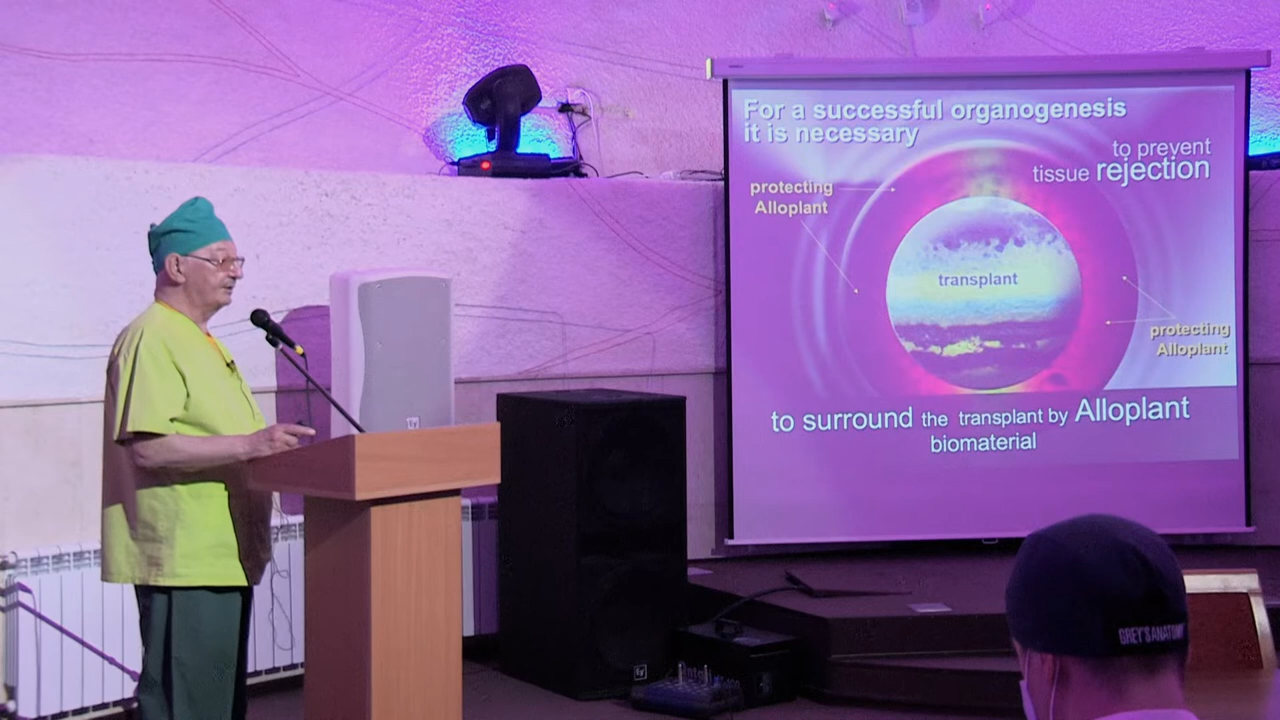 For a successful organogenesis
it is necessary
to prevent
tissue rejection
protecting
Alloplant
transplant
protecting
Alloplant
to surround the transplant by Alloplant
biomaterial
GREY'S ANATOMY